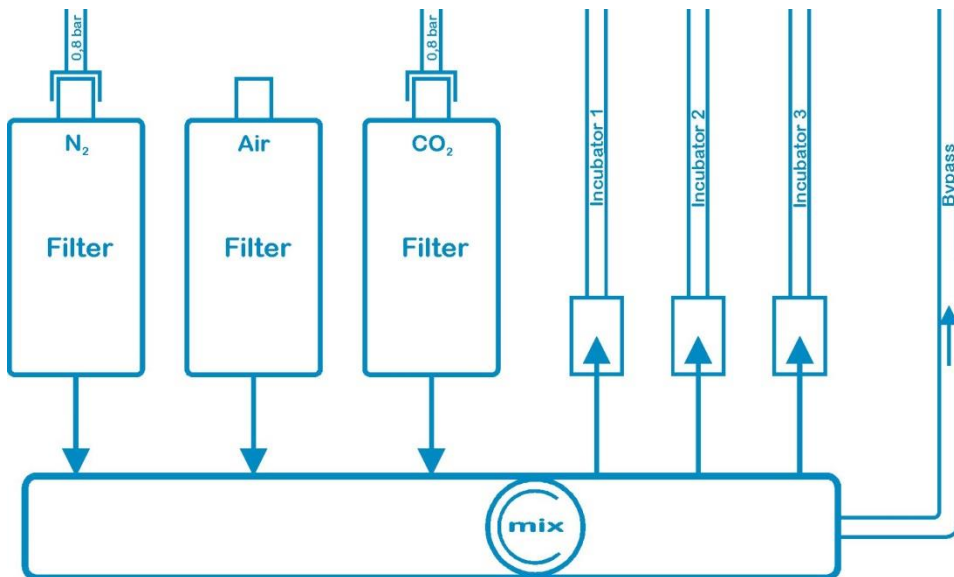 0,8 bar
0,8 bar
N₂
Air
CO₂
Filter
Filter
Filter
Incubator 1
Incubator 2
Incubator 3
Bypass
mix